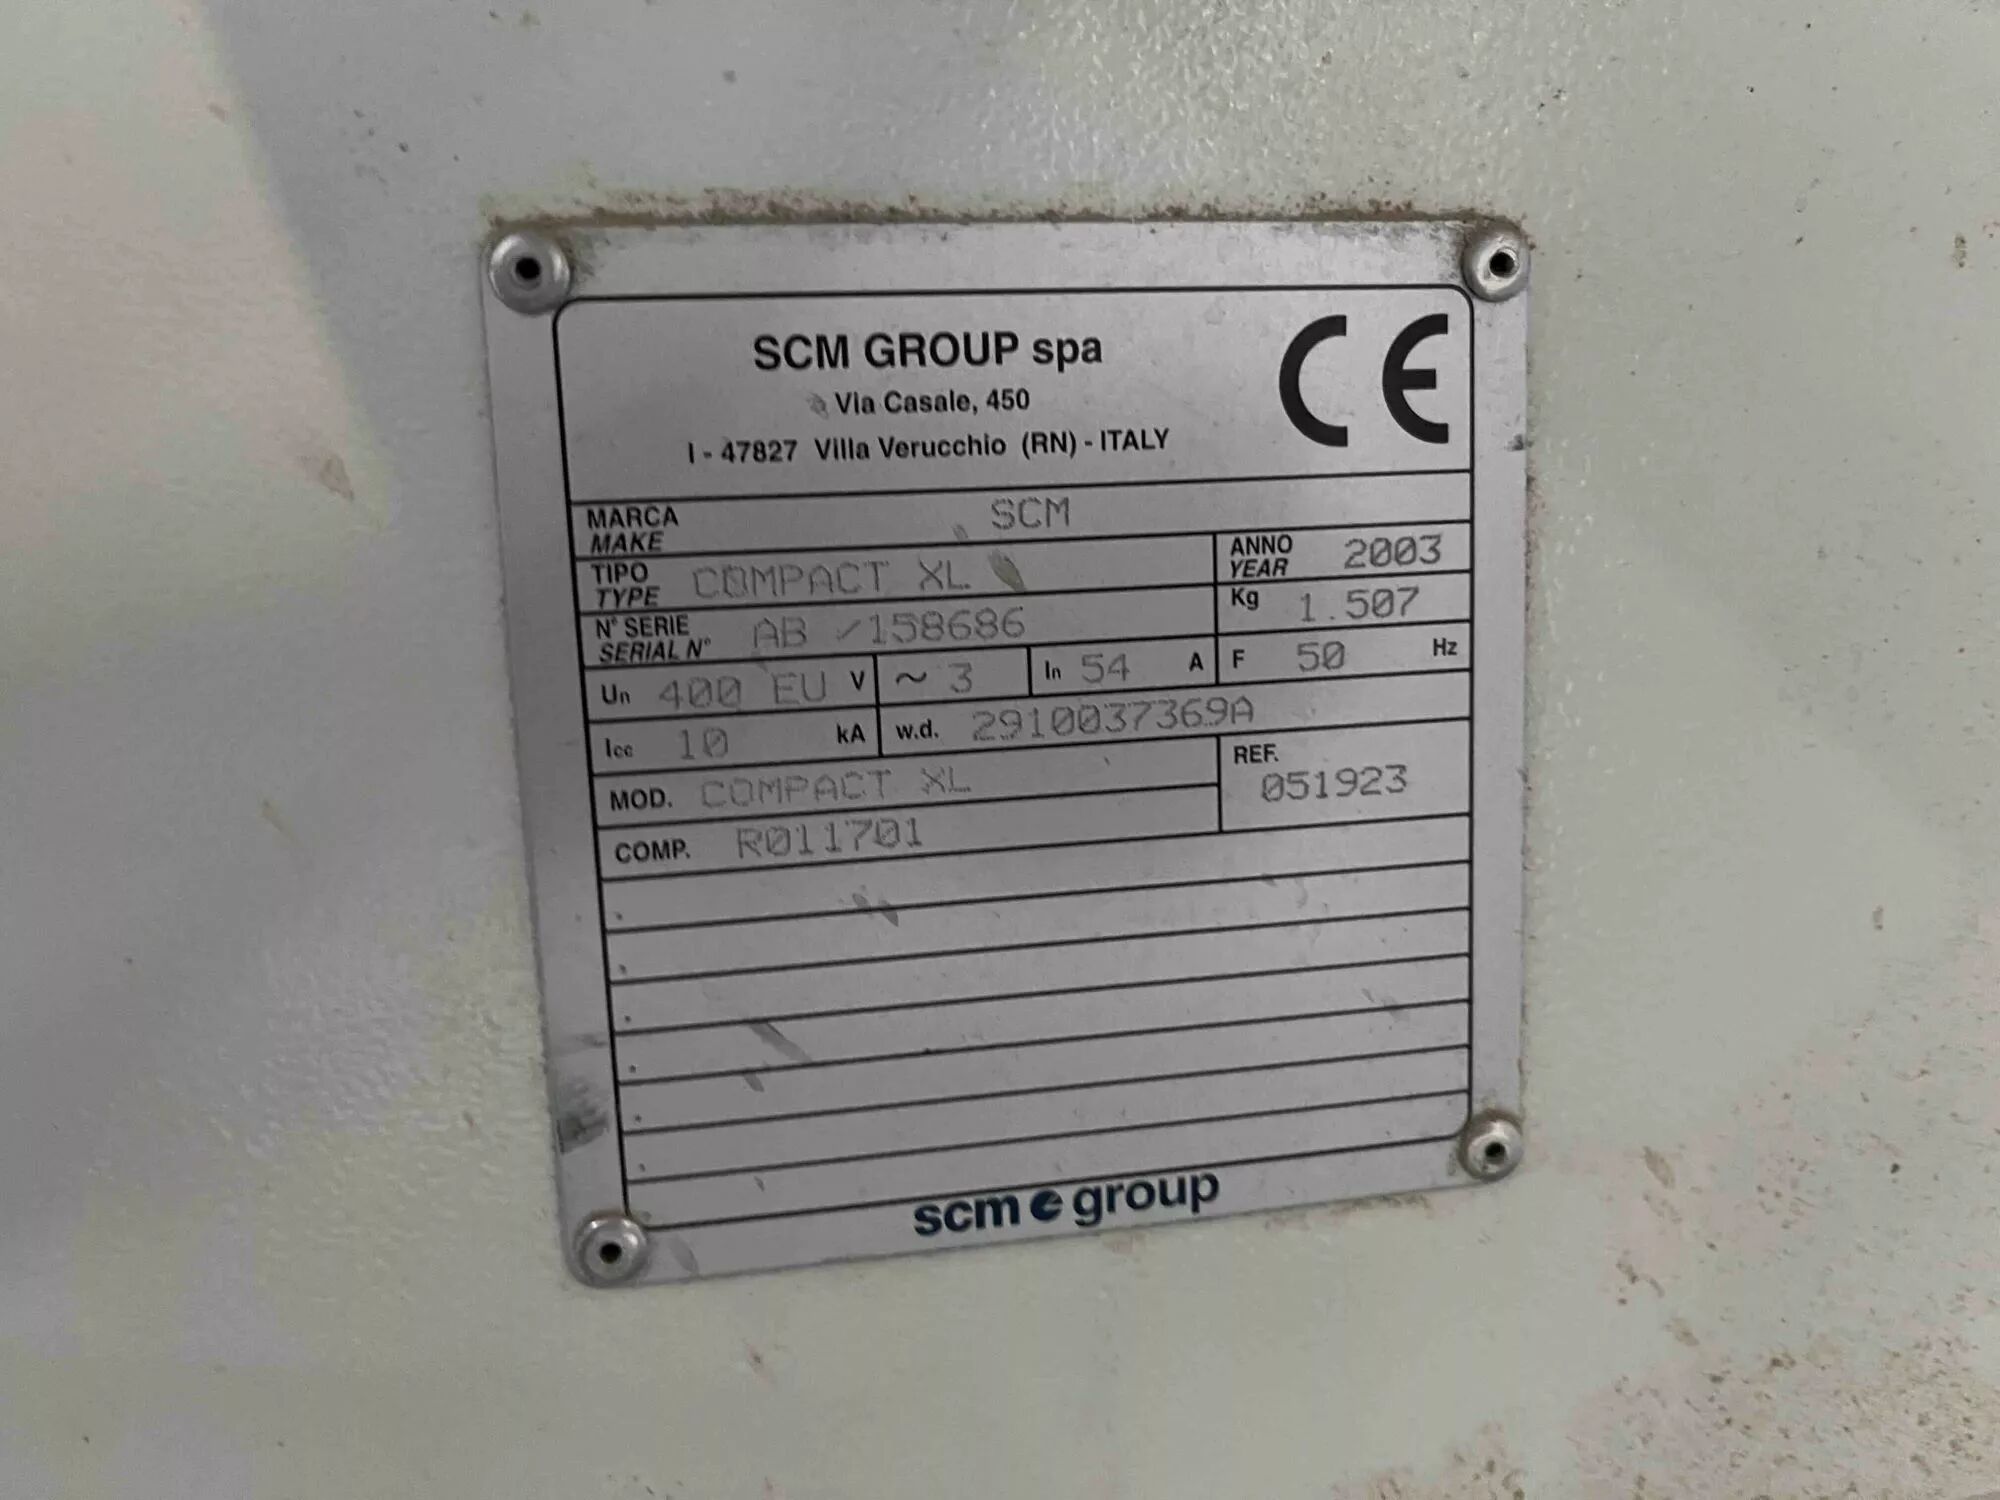 SCM GROUP spa
Via Casale, 450
I - 47827 Villa Verucchio (RN) - ITALY
CE
MARCA
MAKE
SCM
TIPO
TYPE
COMPACT XL
ANNO
YEAR
2003
N° SERIE
SERIAL N°
AB /158686
Kg 1.507
Un 400 EU V ~ 3 In 54 A F 50 Hz
Icc 10 kA w.d. 2910037369A
MOD. COMPACT XL
REF.
051923
COMP. R011701
scm group